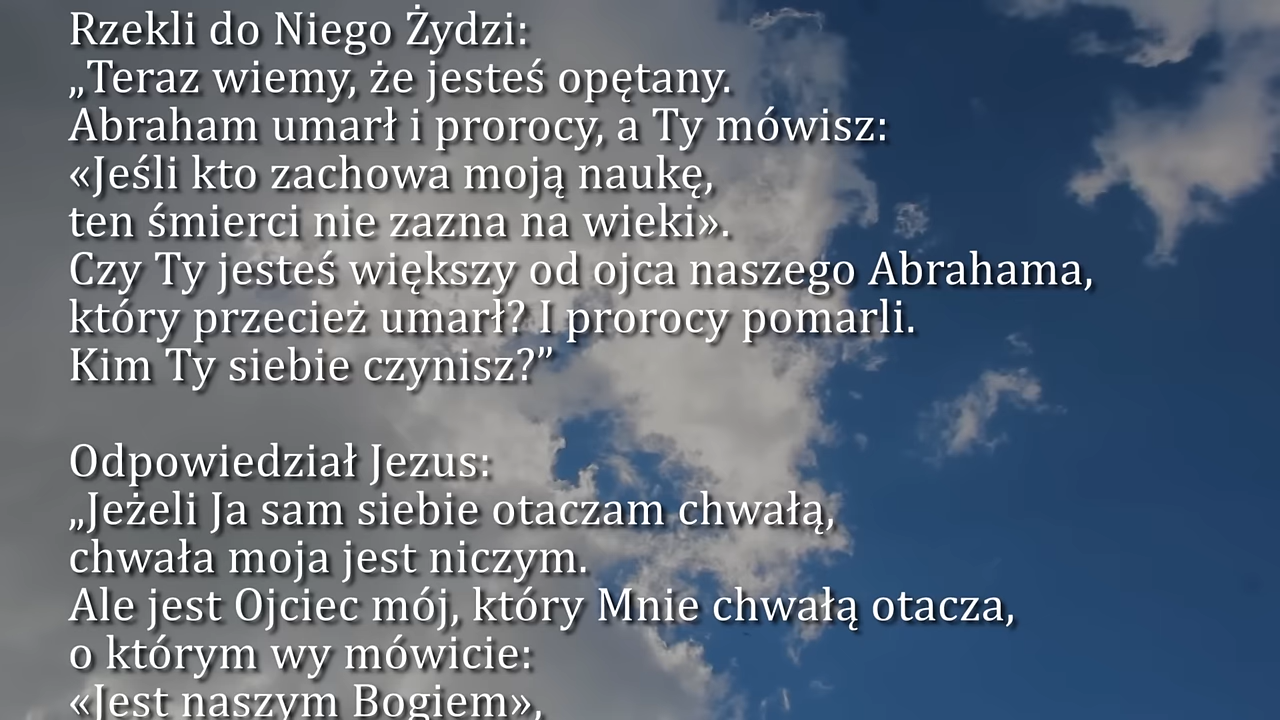 Rzekli do Niego Żydzi:
„Teraz wiemy, że jesteś opętany.
Abraham umarł i prorocy, a Ty mówisz:
«Jeśli kto zachowa moją naukę,
ten śmierci nie zazna na wieki».
Czy Ty jesteś większy od ojca naszego Abrahama,
który przecież umarł? I prorocy pomarli.
Kim Ty siebie czynisz?”
Odpowiedział Jezus:
„Jeżeli Ja sam siebie otaczam chwałą,
chwała moja jest niczym.
Ale jest Ojciec mój, który Mnie chwałą otacza,
o którym wy mówicie:
«Jest naszym Bogiem»,